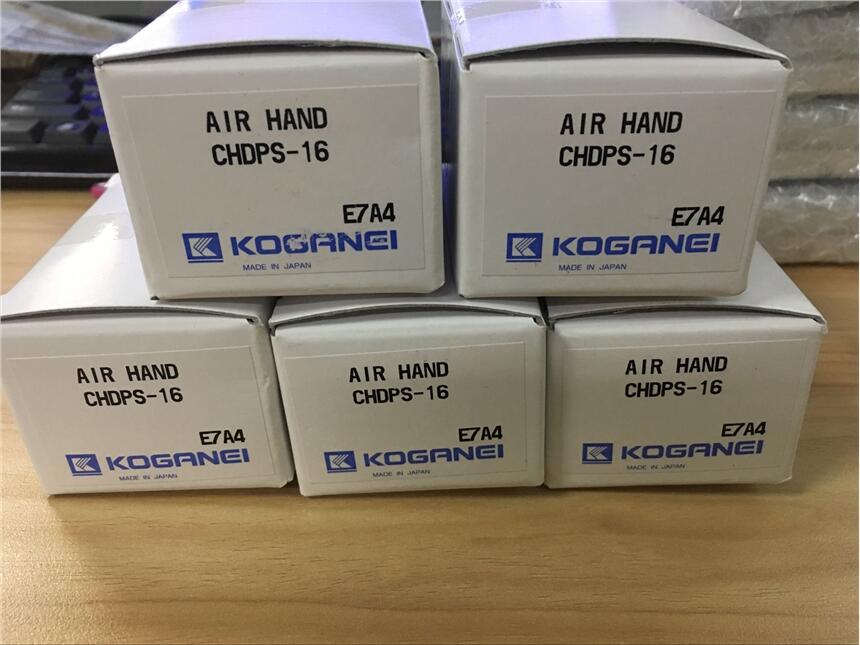 AIR HAND
CHDPS-16
E7A4
KOGANEI
MADE IN JAPAN
AIR HAND
CHDPS-16
E7A4
KOGANEI
MADE IN JAPAN
AIR HAND
CHDPS-16
E7A4
KOGANEI
MADE IN JAPAN
AIR HAND
CHDPS-16
E7A4
KOGANEI
MADE IN JAPAN
AIR HAND
CHDPS-16
E7A4
KOGANEI
MADE IN JAPAN